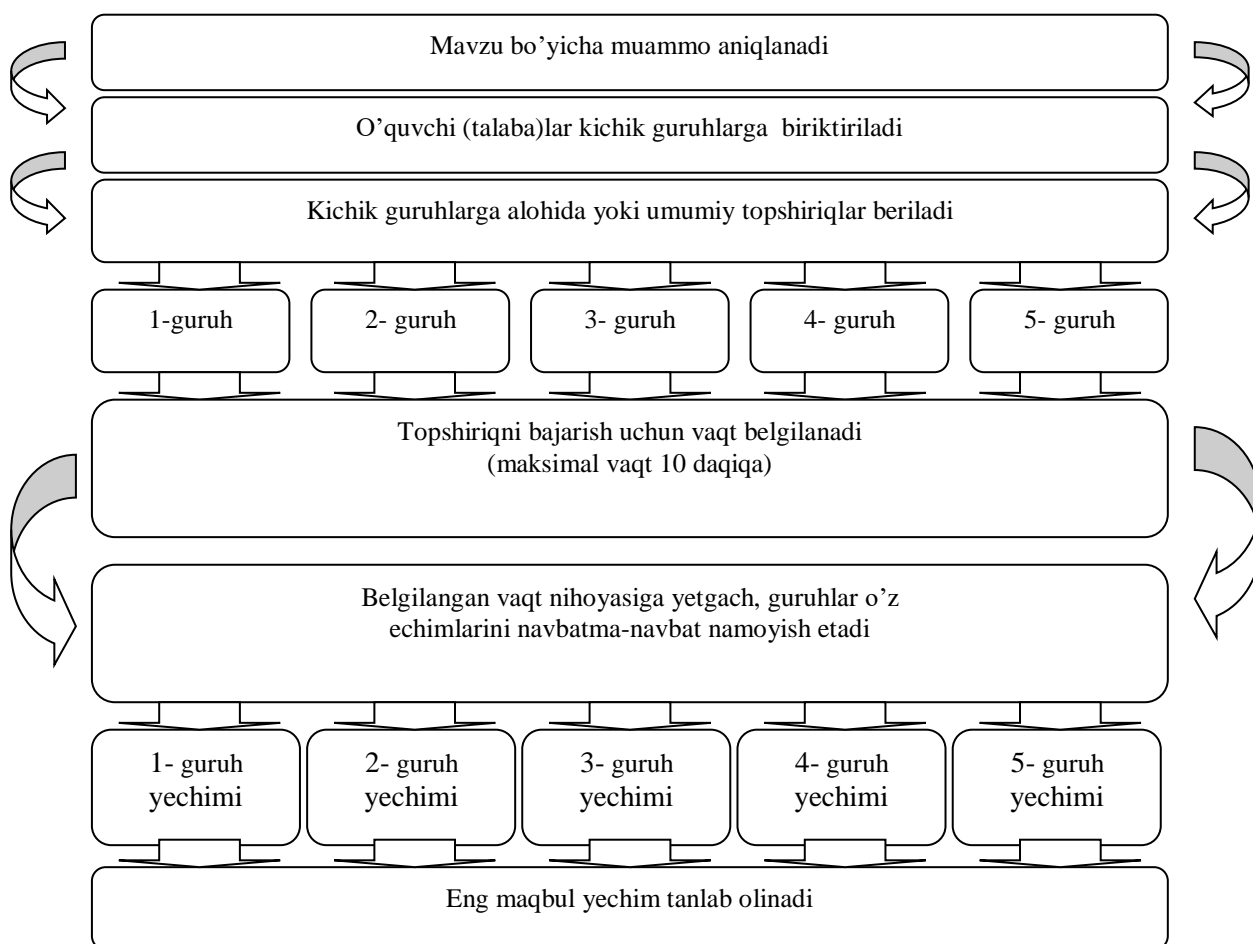 Mavzu bo’yicha muammo aniqlanadi
O’quvchi (talaba)lar kichik guruhlarga biriktiriladi
Kichik guruhlarga alohida yoki umumiy topshiriqlar beriladi
1-guruh
2- guruh
3- guruh
4- guruh
5- guruh
Topshiriqni bajarish uchun vaqt belgilanadi
(maksimal vaqt 10 daqiqa)
Belgilangan vaqt nihoyasiga yetgach, guruhlar o’z
echimlarini navbatma-navbat namoyish etadi
1- guruh
yechimi
2- guruh
yechimi
3- guruh
yechimi
4- guruh
yechimi
5- guruh
yechimi
Eng maqbul yechim tanlab olinadi